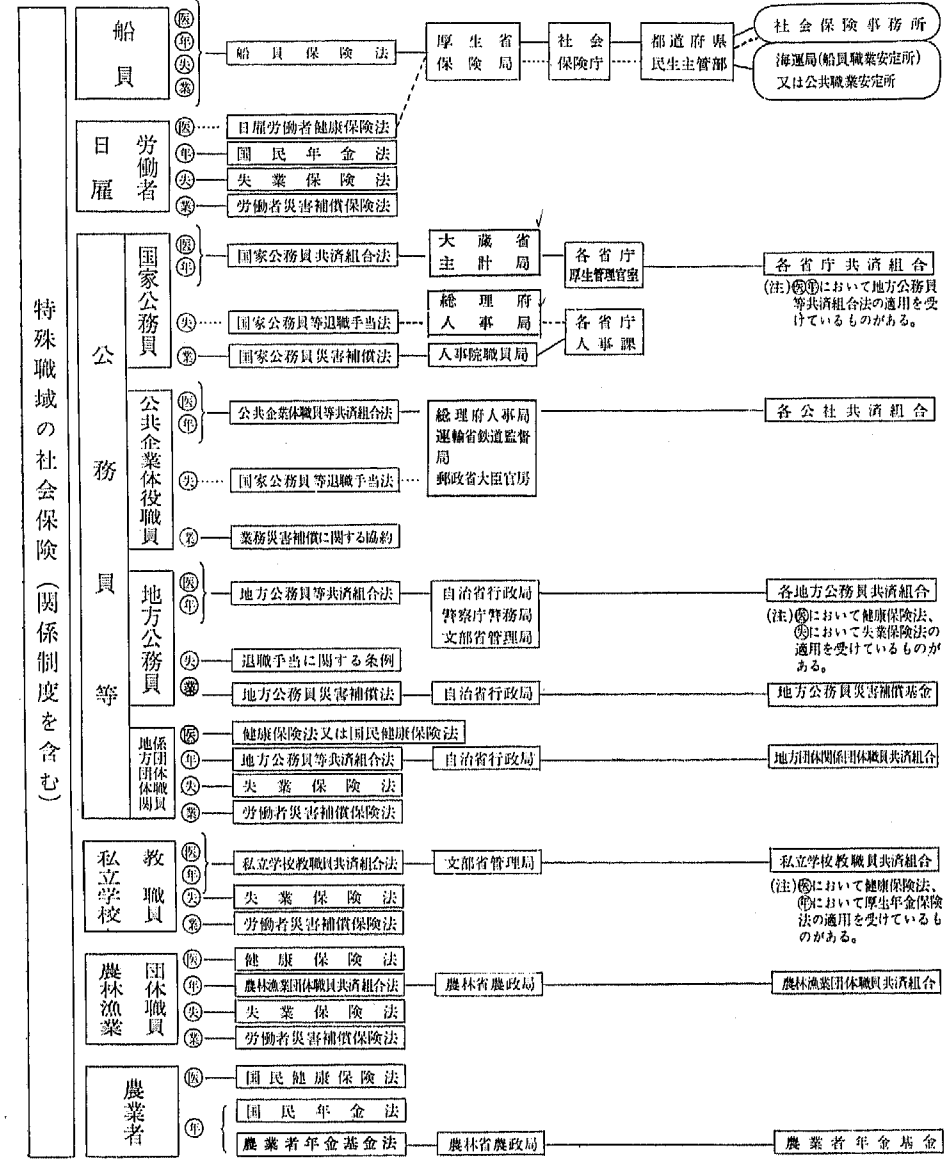 特殊職域の社会保険（関係制度を含む）
船員
医
年
失
業
船員保険法
厚生省
保険局
社会
保険庁
都道府県
民生主管部
社会保険事務所
海運局(船員職業安定所)
又は公共職業安定所
日雇労働者
医
日雇労働者健康保険法
年
国民年金法
失
失業保険法
業
労働者災害補償保険法
公務員等
国家公務員
医
年
国家公務員共済組合法
大蔵省
主計局
各省庁
厚生管理官室
各省庁共済組合
(注)医年において地方公務員
等共済組合法の適用を受
けているものがある。
失
国家公務員等退職手当法
総理府
人事局
各省庁
人事課
業
国家公務員災害補償法
人事院職員局
公共企業体役職員
医
年
公共企業体職員等共済組合法
総理府人事局
運輸省鉄道監督
局
郵政省大臣官房
各公社共済組合
失
国家公務員等退職手当法
業
業務災害補償に関する協約
地方公務員
医
年
地方公務員等共済組合法
自治省行政局
警察庁警務局
文部省管理局
各地方公務員共済組合
(注)医において健康保険法、
失において失業保険法の
適用を受けているものが
ある。
失
退職手当に関する条例
業
地方公務員災害補償法
自治省行政局
地方公務員災害補償基金
地方団体関係団体職員
医
健康保険法又は国民健康保険法
年
地方公務員等共済組合法
自治省行政局
地方団体関係団体職員共済組合
失
失業保険法
業
労働者災害補償保険法
私立学校教職員
医
年
私立学校教職員共済組合法
文部省管理局
私立学校教職員共済組合
(注)医において健康保険法、
年において厚生年金保険
法の適用を受けているも
のがある。
失
失業保険法
業
労働者災害補償保険法
農林漁業団体職員
医
健康保険法
年
農林漁業団体職員共済組合法
農林省農政局
農林漁業団体職員共済組合
失
失業保険法
業
労働者災害補償保険法
農業者
医
国民健康保険法
年
国民年金法
農業者年金基金法
農林省農政局
農業者年金基金